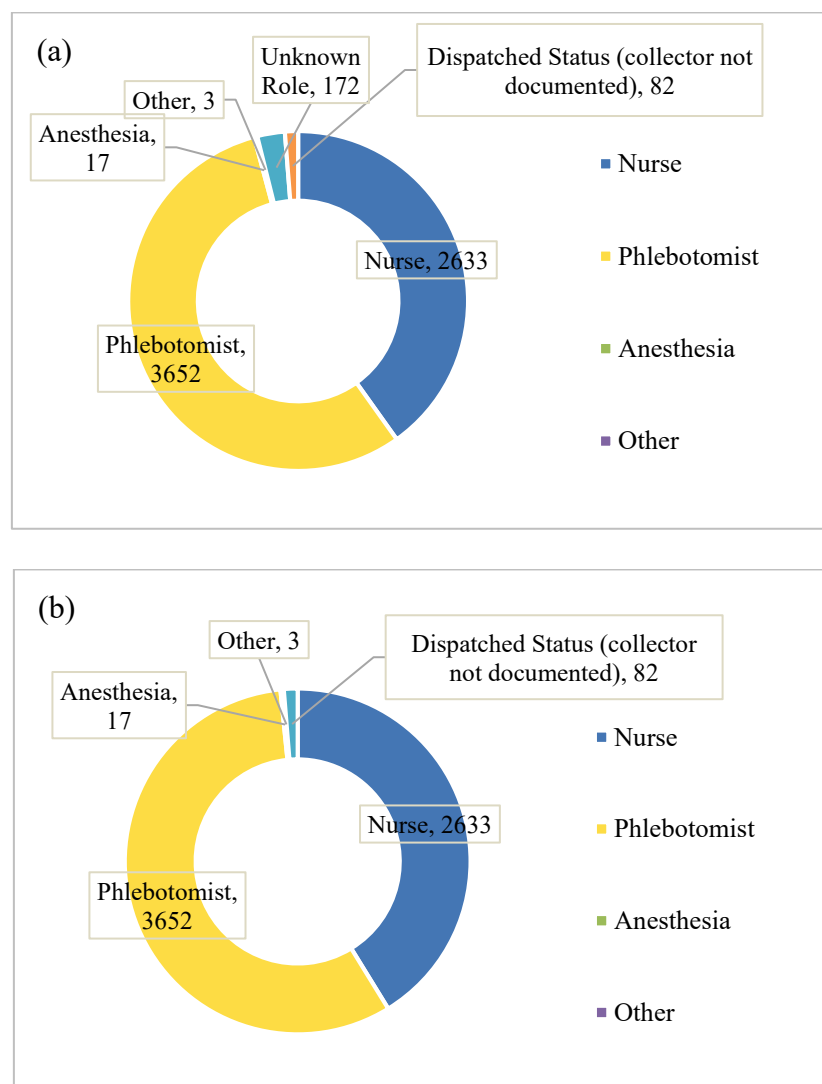 (a)
Unknown
Role, 172
Dispatched Status (collector not
documented), 82
Other, 3
Anesthesia,
17
Nurse, 2633
Phlebotomist,
3652
Nurse
Phlebotomist
Anesthesia
Other
(b)
Other, 3
Dispatched Status (collector
not documented), 82
Anesthesia,
17
Nurse, 2633
Phlebotomist,
3652
Nurse
Phlebotomist
Anesthesia
Other